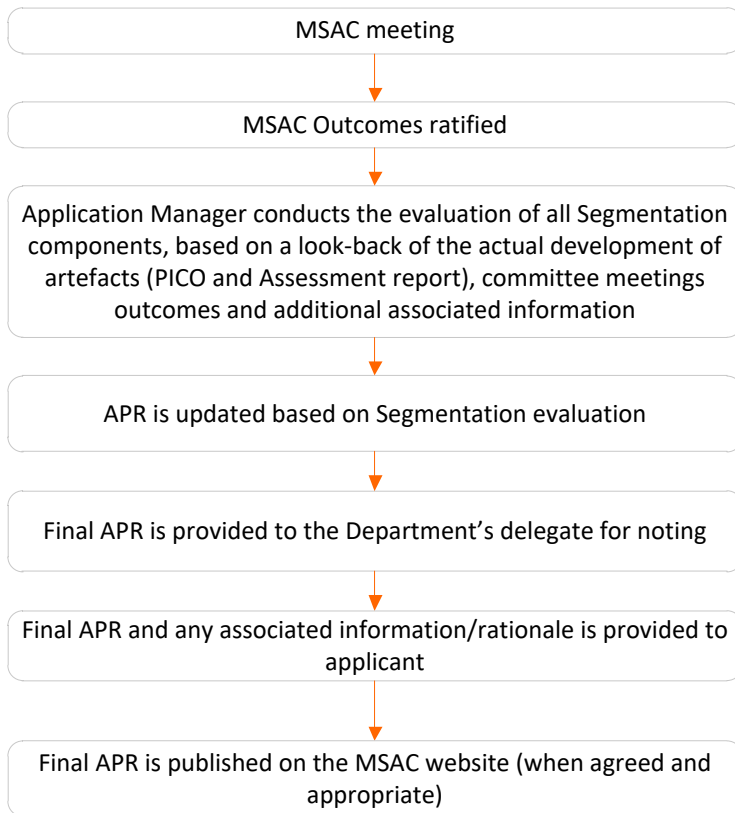 MSAC meeting
MSAC Outcomes ratified
Application Manager conducts the evaluation of all Segmentation
components, based on a look-back of the actual development of
artefacts (PICO and Assessment report), committee meetings
outcomes and additional associated information
APR is updated based on Segmentation evaluation
Final APR is provided to the Department’s delegate for noting
Final APR and any associated information/rationale is provided to
applicant
Final APR is published on the MSAC website (when agreed and
appropriate)